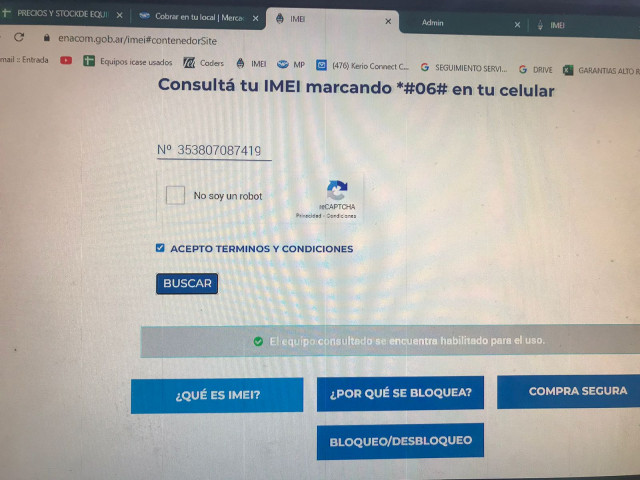 PRECIOS Y STOCKDE EQUI
Cobrar en tu local | Merca
IMEI
Admin
IMEI
enacom.gob.ar/imei#contenedorSite
mail :: Entrada
Equipos icase usados
Coders
IMEI
MP
(476) Kerio Connect C...
SEGUIMIENTO SERVI...
DRIVE
GARANTIAS ALTO R
Consultá tu IMEI marcando *#06# en tu celular
Nº 353807087419
No soy un robot
reCAPTCHA
Privacidad - Condiciones
ACEPTO TERMINOS Y CONDICIONES
BUSCAR
El equipo consultado se encuentra habilitado para el uso.
¿QUÉ ES IMEI?
¿POR QUÉ SE BLOQUEA?
COMPRA SEGURA
BLOQUEO/DESBLOQUEO